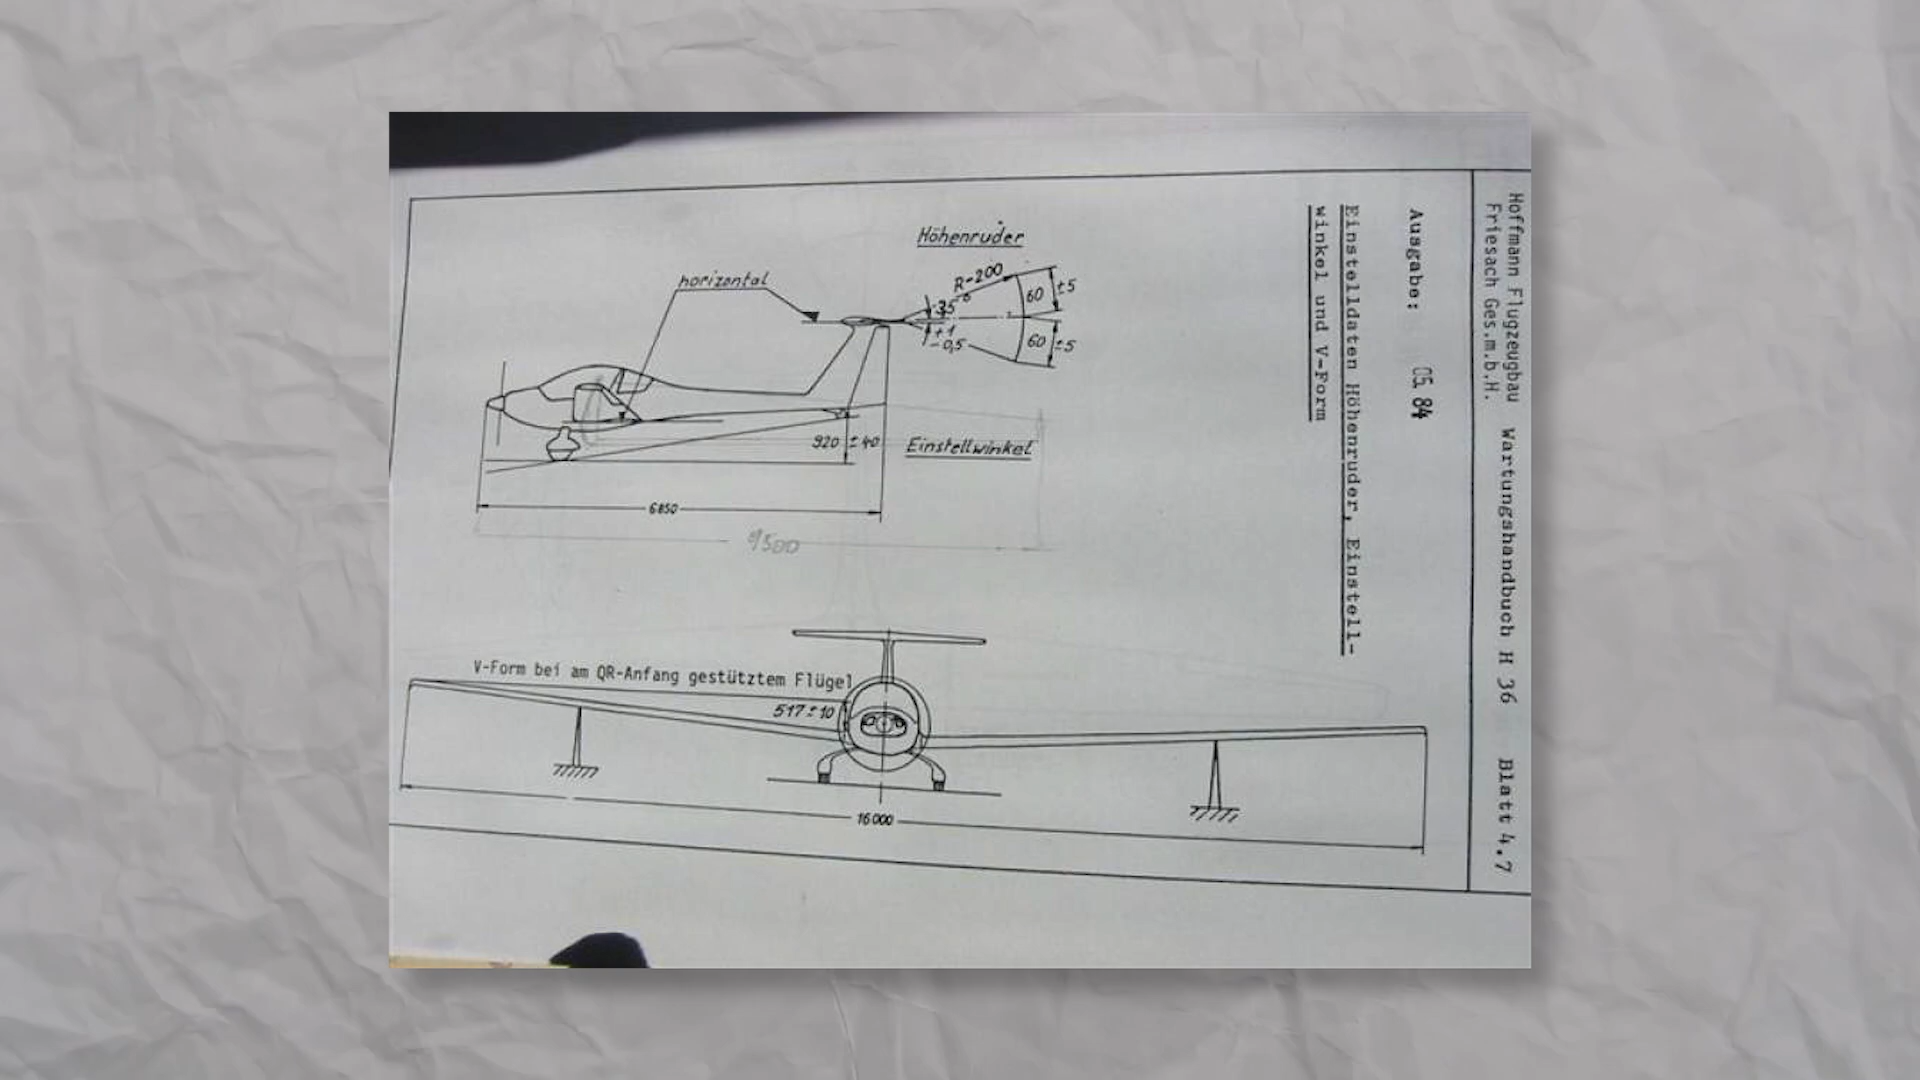 Hoffmann Flugzeugbau
Friesach Ges.m.b.H.
Wartungshandbuch H 36
Blatt 4.7
Ausgabe: 05.84
Einstelldaten Höhenruder, Einstell-
winkel und V-Form
Höhenruder
horizontal
R=200
60
±5
60
±5
+1
-0,5
920 ± 40
Einstellwinkel
6850
9500
V-Form bei am QR-Anfang gestütztem Flügel
517 ± 10
16000